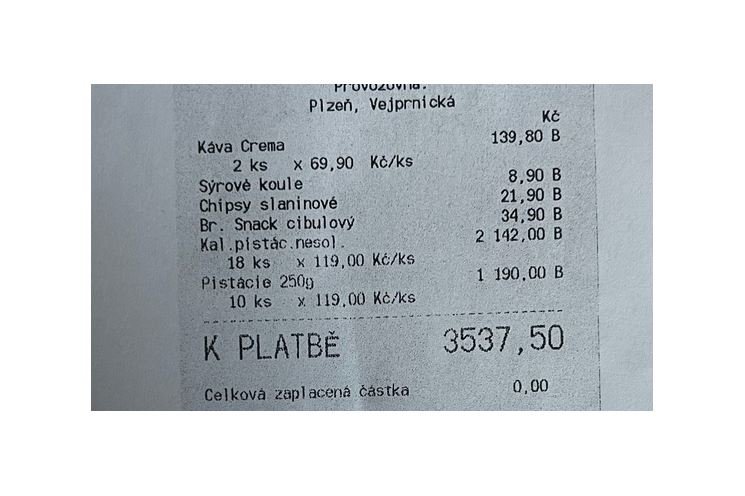 Provozovna:
Plzeň, Vejprnická
Kč
Káva Crema 139,80 B
2 ks x 69,90 Kč/ks
Sýrové koule 8,90 B
Chipsy slaninové 21,90 B
Br. Snack cibulový 34,90 B
Kal.pistác.nesol. 2 142,00 B
18 ks x 119,00 Kč/ks
Pistácie 250g 1 190,00 B
10 ks x 119,00 Kč/ks
K PLATBĚ 3537,50
Celková zaplacená částka 0,00